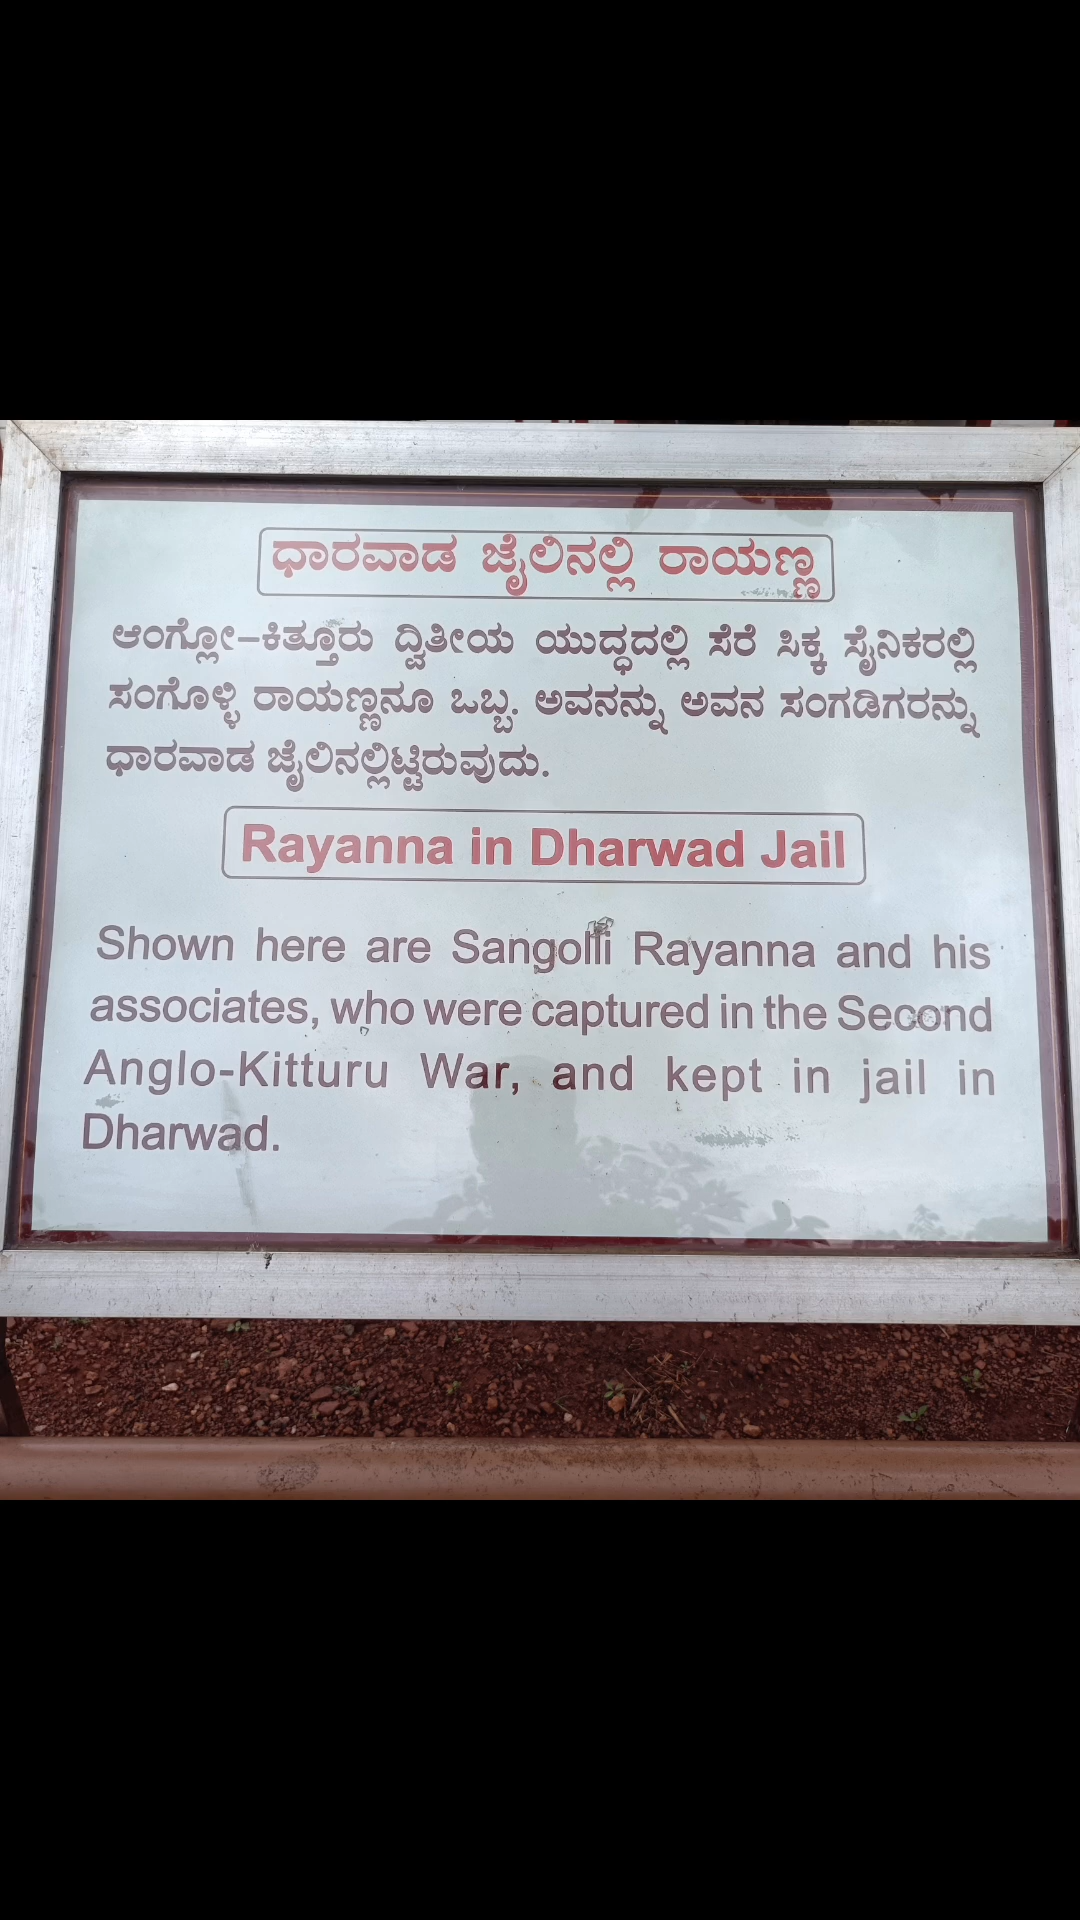 ಧಾರವಾಡ ಜೈಲಿನಲ್ಲಿ ರಾಯಣ್ಣ
ಆಂಗ್ಲೋ–ಕಿತ್ತೂರು ದ್ವಿತೀಯ ಯುದ್ಧದಲ್ಲಿ ಸೆರೆ ಸಿಕ್ಕ ಸೈನಿಕರಲ್ಲಿ
ಸಂಗೊಳ್ಳಿ ರಾಯಣ್ಣನೂ ಒಬ್ಬ. ಅವನನ್ನು ಅವನ ಸಂಗಡಿಗರನ್ನು
ಧಾರವಾಡ ಜೈಲಿನಲ್ಲಿಟ್ಟಿರುವುದು.
Rayanna in Dharwad Jail
Shown here are Sangolli Rayanna and his
associates, who were captured in the Second
Anglo-Kitturu War, and kept in jail in
Dharwad.